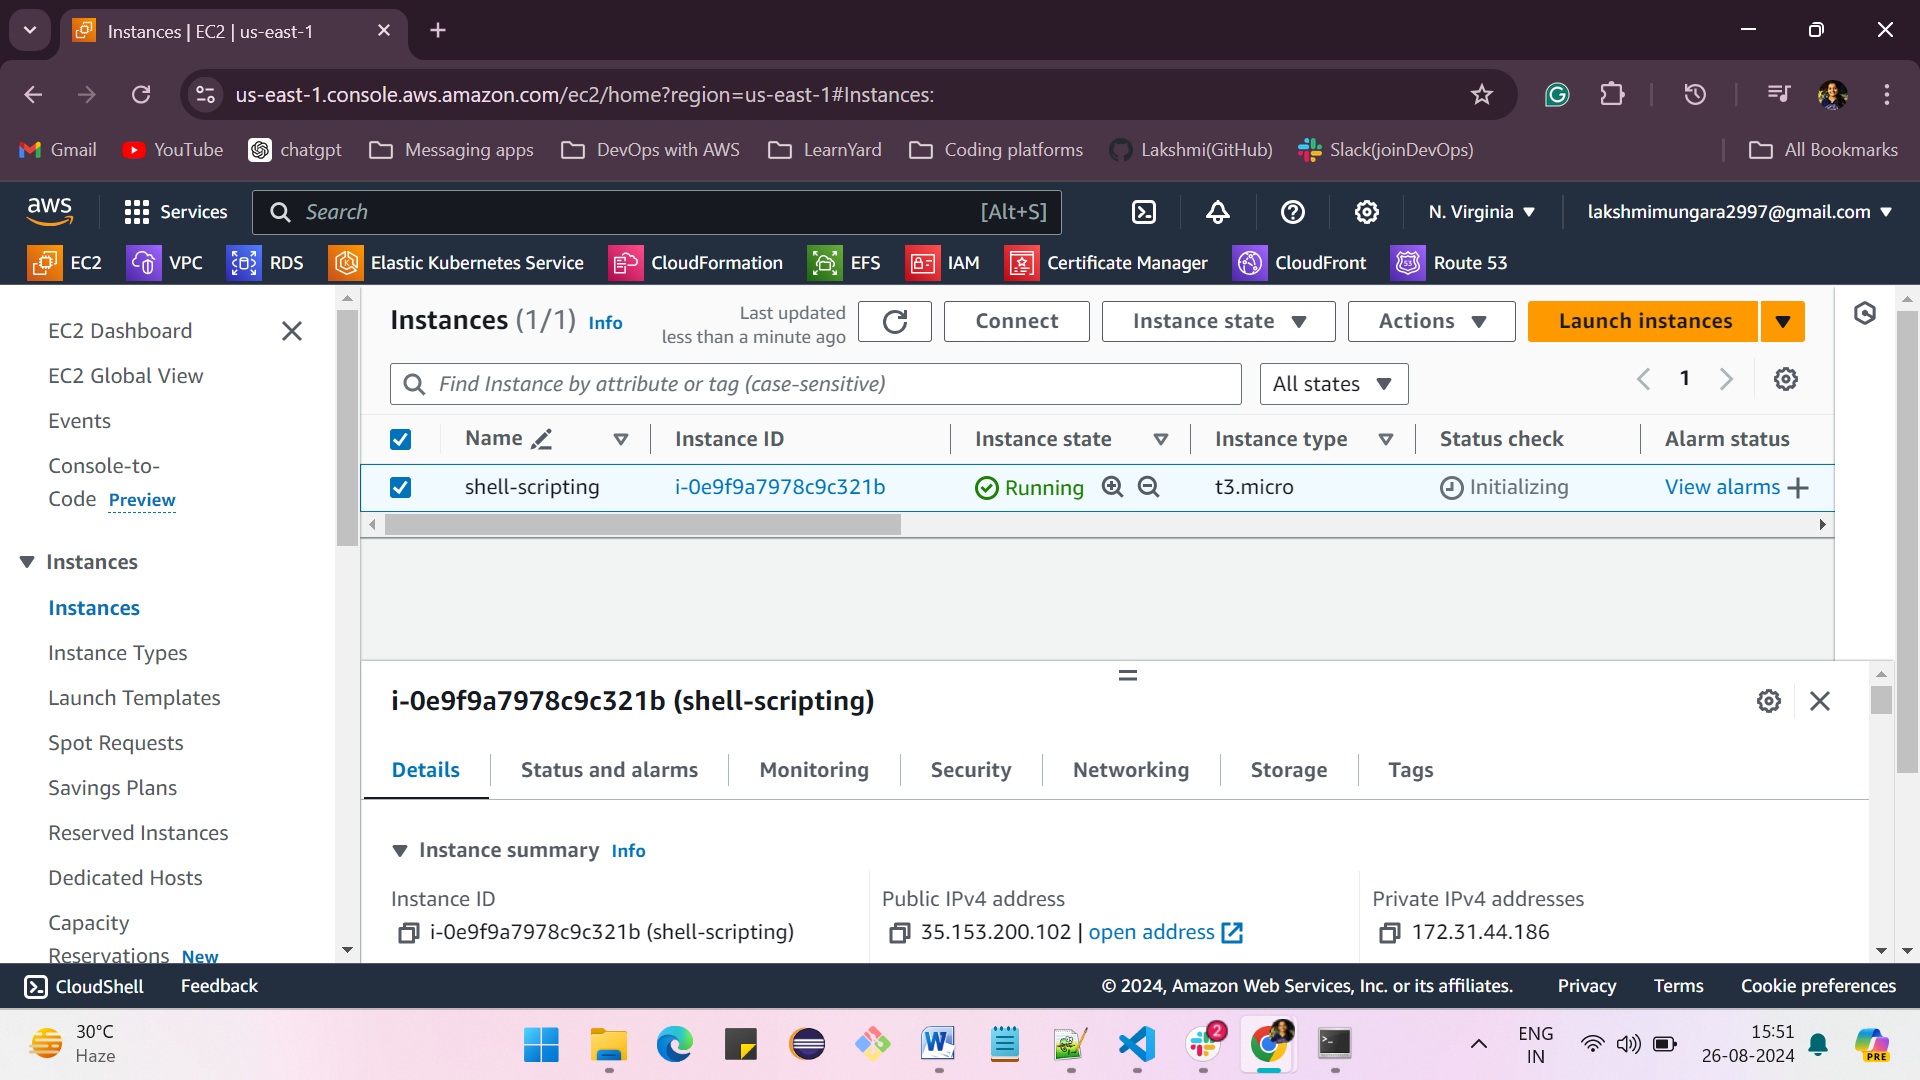 Instances | EC2 | us-east-1
us-east-1.console.aws.amazon.com/ec2/home?region=us-east-1#Instances:
Gmail YouTube chatgpt Messaging apps DevOps with AWS LearnYard Coding platforms Lakshmi(GitHub) Slack(joinDevOps) All Bookmarks
aws Services Search [Alt+S] N. Virginia lakshmimungara2997@gmail.com
EC2 VPC RDS Elastic Kubernetes Service CloudFormation EFS IAM Certificate Manager CloudFront Route 53
EC2 Dashboard
EC2 Global View
Events
Console-to-
Code Preview
Instances
Instances
Instance Types
Launch Templates
Spot Requests
Savings Plans
Reserved Instances
Dedicated Hosts
Capacity
Reservations New
Instances (1/1) Info
Last updated
less than a minute ago
Connect Instance state Actions Launch instances
Find Instance by attribute or tag (case-sensitive) All states 1
Name Instance ID Instance state Instance type Status check Alarm status
shell-scripting i-0e9f9a7978c9c321b Running t3.micro Initializing View alarms
i-0e9f9a7978c9c321b (shell-scripting)
Details Status and alarms Monitoring Security Networking Storage Tags
Instance summary Info
Instance ID
i-0e9f9a7978c9c321b (shell-scripting)
Public IPv4 address
35.153.200.102 | open address
Private IPv4 addresses
172.31.44.186
CloudShell Feedback © 2024, Amazon Web Services, Inc. or its affiliates. Privacy Terms Cookie preferences
30°C
Haze
2
ENG
IN
15:51
26-08-2024
PRE